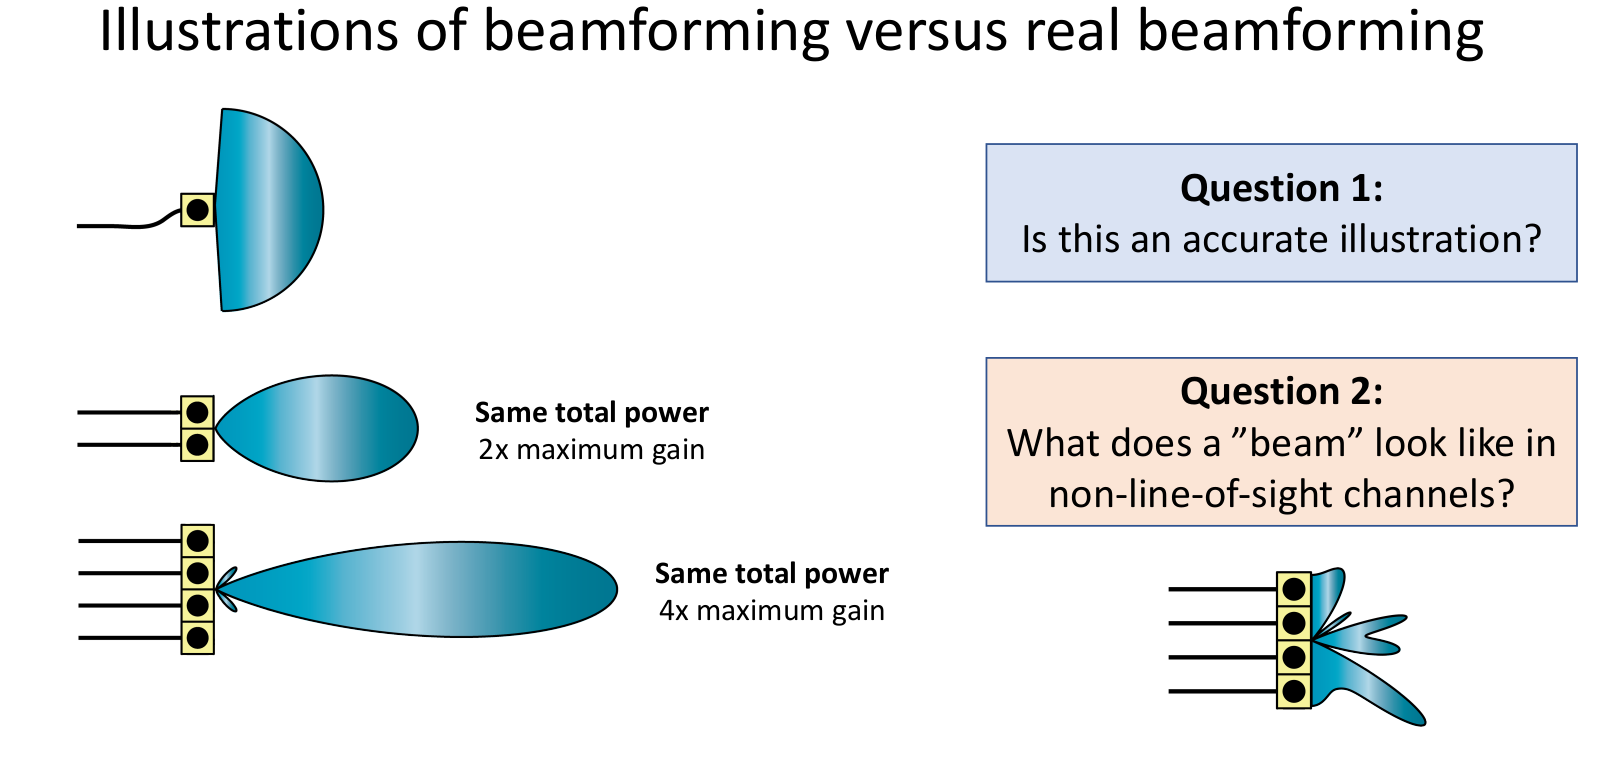 Illustrations of beamforming versus real beamforming
Question 1:
Is this an accurate illustration?
Same total power
2x maximum gain
Question 2:
What does a ”beam” look like in
non-line-of-sight channels?
Same total power
4x maximum gain